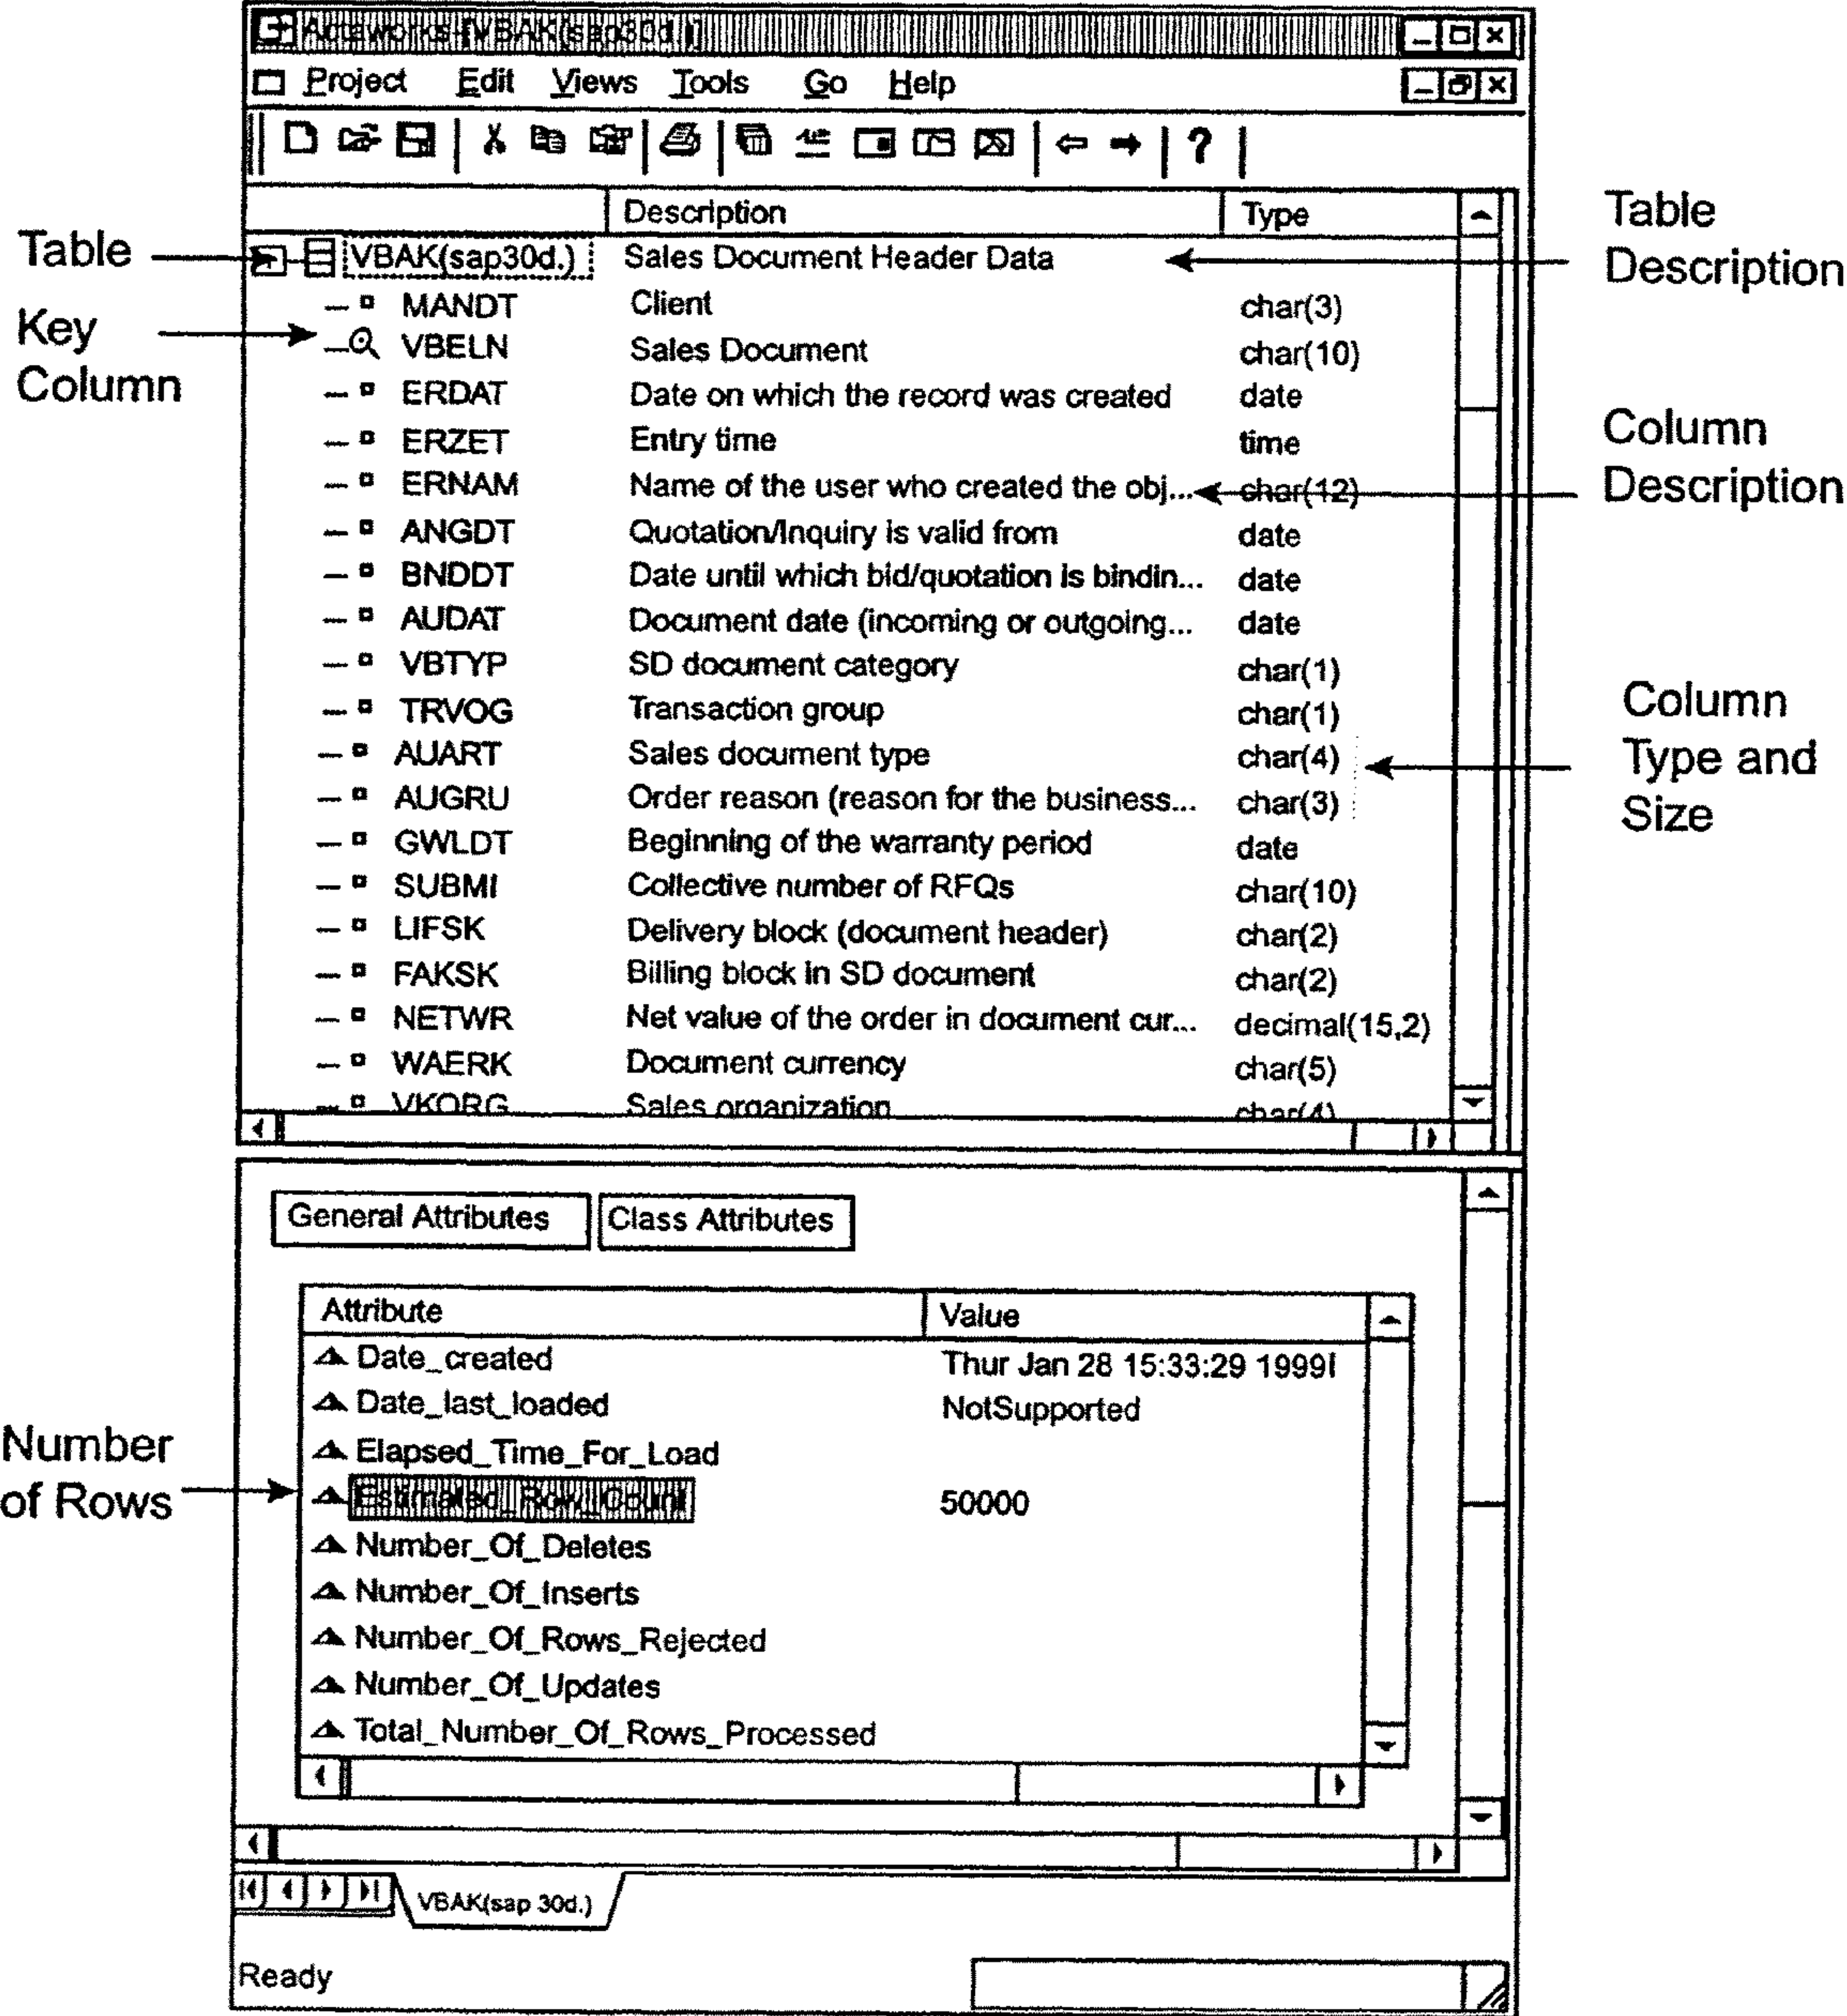 Actaworks-[VBAK(sap30d.)]
Project Edit Views Tools Go Help
?
Description Type
VBAK(sap30d.) Sales Document Header Data
MANDT Client char(3)
VBELN Sales Document char(10)
ERDAT Date on which the record was created date
ERZET Entry time time
ERNAM Name of the user who created the obj... char(12)
ANGDT Quotation/Inquiry is valid from date
BNDDT Date until which bid/quotation is bindin... date
AUDAT Document date (incoming or outgoing... date
VBTYP SD document category char(1)
TRVOG Transaction group char(1)
AUART Sales document type char(4)
AUGRU Order reason (reason for the business... char(3)
GWLDT Beginning of the warranty period date
SUBMI Collective number of RFQs char(10)
LIFSK Delivery block (document header) char(2)
FAKSK Billing block in SD document char(2)
NETWR Net value of the order in document cur... decimal(15,2)
WAERK Document currency char(5)
VKORG Sales organization char(4)
Table
Key
Column
Table
Description
Column
Description
Column
Type and
Size
General Attributes Class Attributes
Attribute Value
Date_created Thur Jan 28 15:33:29 1999
Date_last_loaded NotSupported
Elapsed_Time_For_Load
Estimated_Row_Count 50000
Number_Of_Deletes
Number_Of_Inserts
Number_Of_Rows_Rejected
Number_Of_Updates
Total_Number_Of_Rows_Processed
Number
of Rows
VBAK(sap 30d.)
Ready